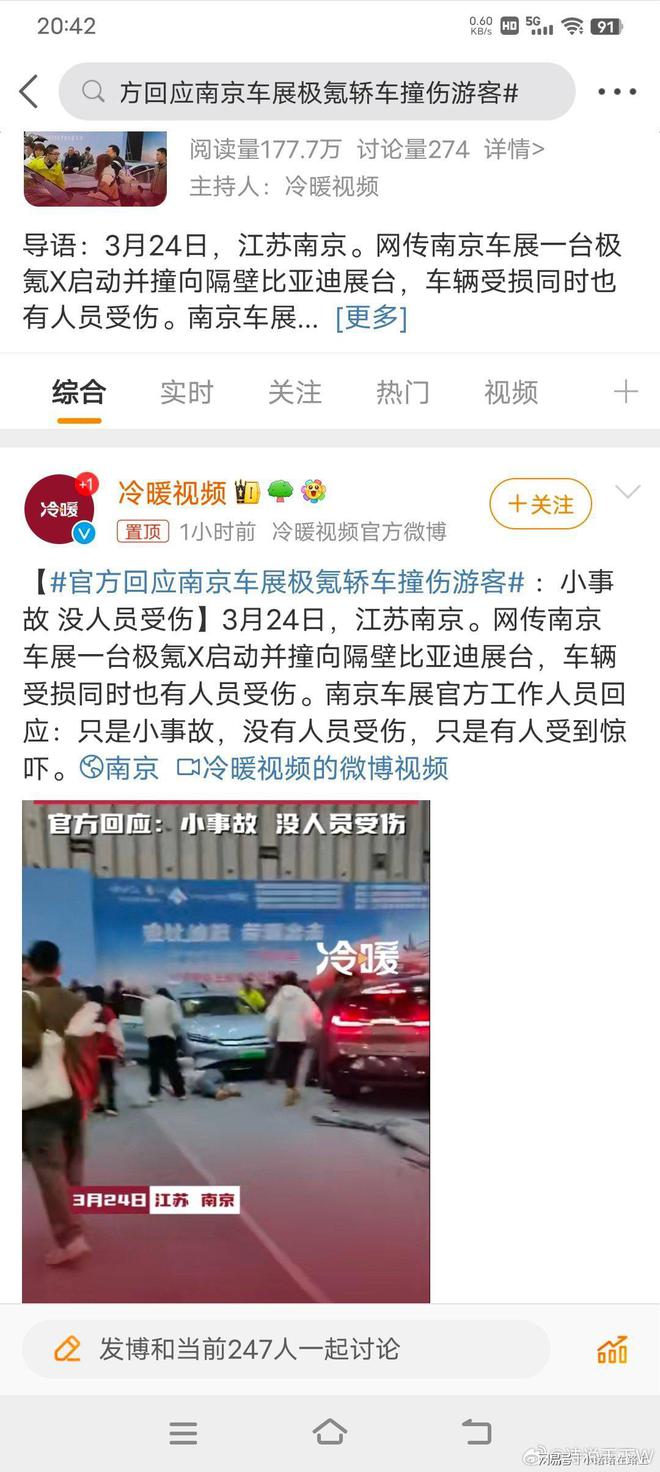 20:42
0.60 KB/s HD 5G 91
方回应南京车展极氪轿车撞伤游客#
阅读量177.7万 讨论量274 详情>
主持人：冷暖视频
导语：3月24日，江苏南京。网传南京车展一台极
氪X启动并撞向隔壁比亚迪展台，车辆受损同时也
有人员受伤。南京车展... [更多]
综合 实时 关注 热门 视频
冷暖
+1
冷暖视频
+关注
置顶 1小时前 冷暖视频官方微博
【#官方回应南京车展极氪轿车撞伤游客#：小事
故 没人员受伤】3月24日，江苏南京。网传南京
车展一台极氪X启动并撞向隔壁比亚迪展台，车辆
受损同时也有人员受伤。南京车展官方工作人员回
应：只是小事故，没有人员受伤，只是有人受到惊
吓。南京 冷暖视频的微博视频
官方回应：小事故 没人员受伤
冷暖
3月24日 江苏 南京
发博和当前247人一起讨论